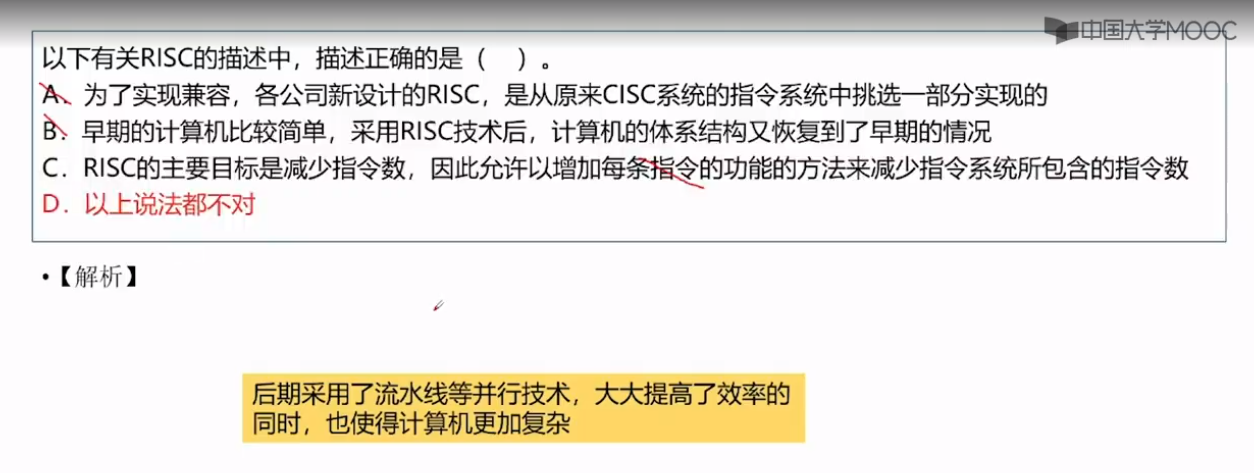 中国大学MOOC
以下有关RISC的描述中，描述正确的是（　）。
A．为了实现兼容，各公司新设计的RISC，是从原来CISC系统的指令系统中挑选一部分实现的
B．早期的计算机比较简单，采用RISC技术后，计算机的体系结构又恢复到了早期的情况
C．RISC的主要目标是减少指令数，因此允许以增加每条指令的功能的方法来减少指令系统所包含的指令数
D．以上说法都不对
•【解析】
后期采用了流水线等并行技术，大大提高了效率的
同时，也使得计算机更加复杂